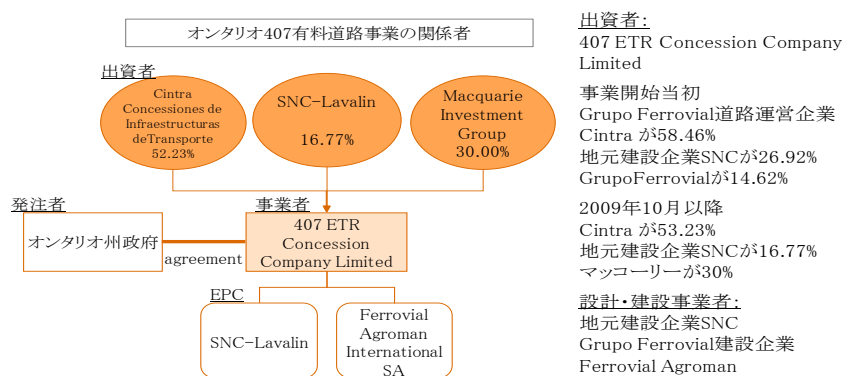 オンタリオ407有料道路事業の関係者
出資者
Cintra
Concessiones de
Infraestructuras
deTransporte
52.23%
SNC-Lavalin
16.77%
Macquarie
Investment
Group
30.00%
発注者
オンタリオ州政府
agreement
事業者
407 ETR
Concession
Company Limited
EPC
SNC-Lavalin
Ferrovial
Agroman
International
SA
出資者:
407 ETR Concession Company
Limited
事業開始当初
Grupo Ferrovial道路運営企業
Cintra が58.46%
地元建設企業SNCが26.92%
GrupoFerrovialが14.62%
2009年10月以降
Cintra が53.23%
地元建設企業SNCが16.77%
マッコーリーが30%
設計・建設事業者:
地元建設企業SNC
Grupo Ferrovial建設企業
Ferrovial Agroman